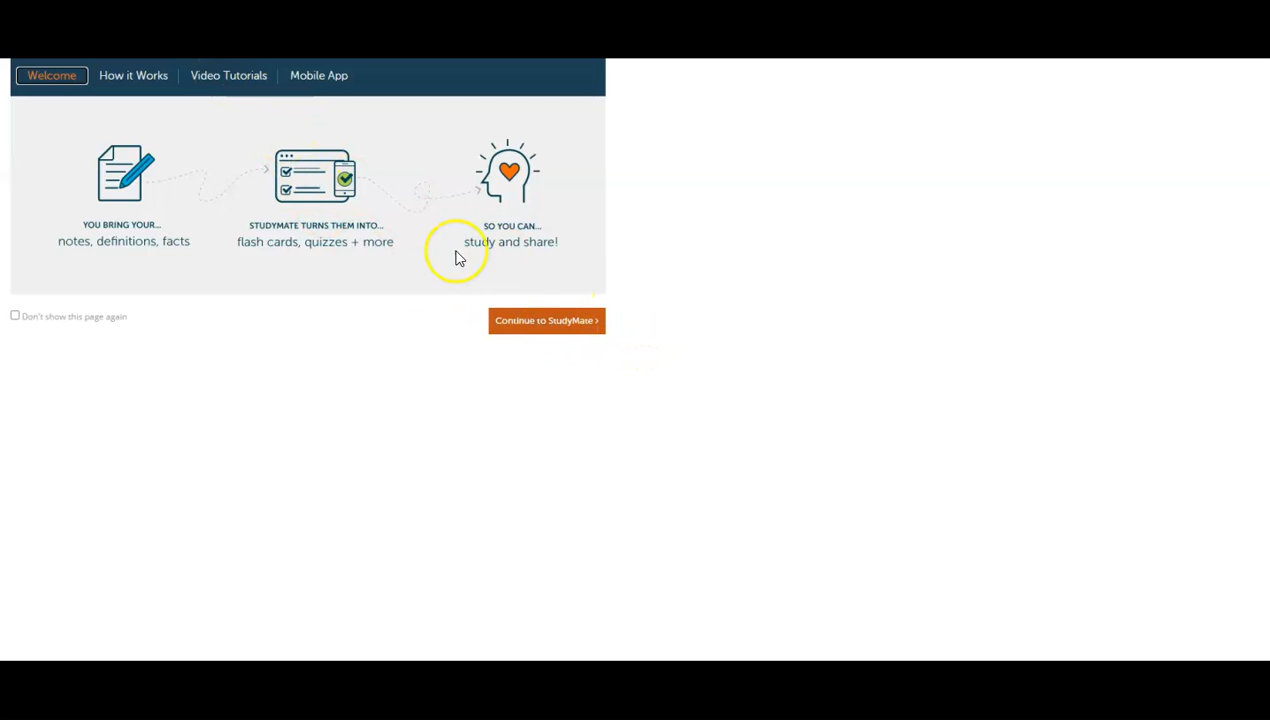 Welcome
How it Works
Video Tutorials
Mobile App
YOU BRING YOUR...
notes, definitions, facts
STUDYMATE TURNS THEM INTO...
flash cards, quizzes + more
SO YOU CAN...
study and share!
Don't show this page again
Continue to StudyMate >